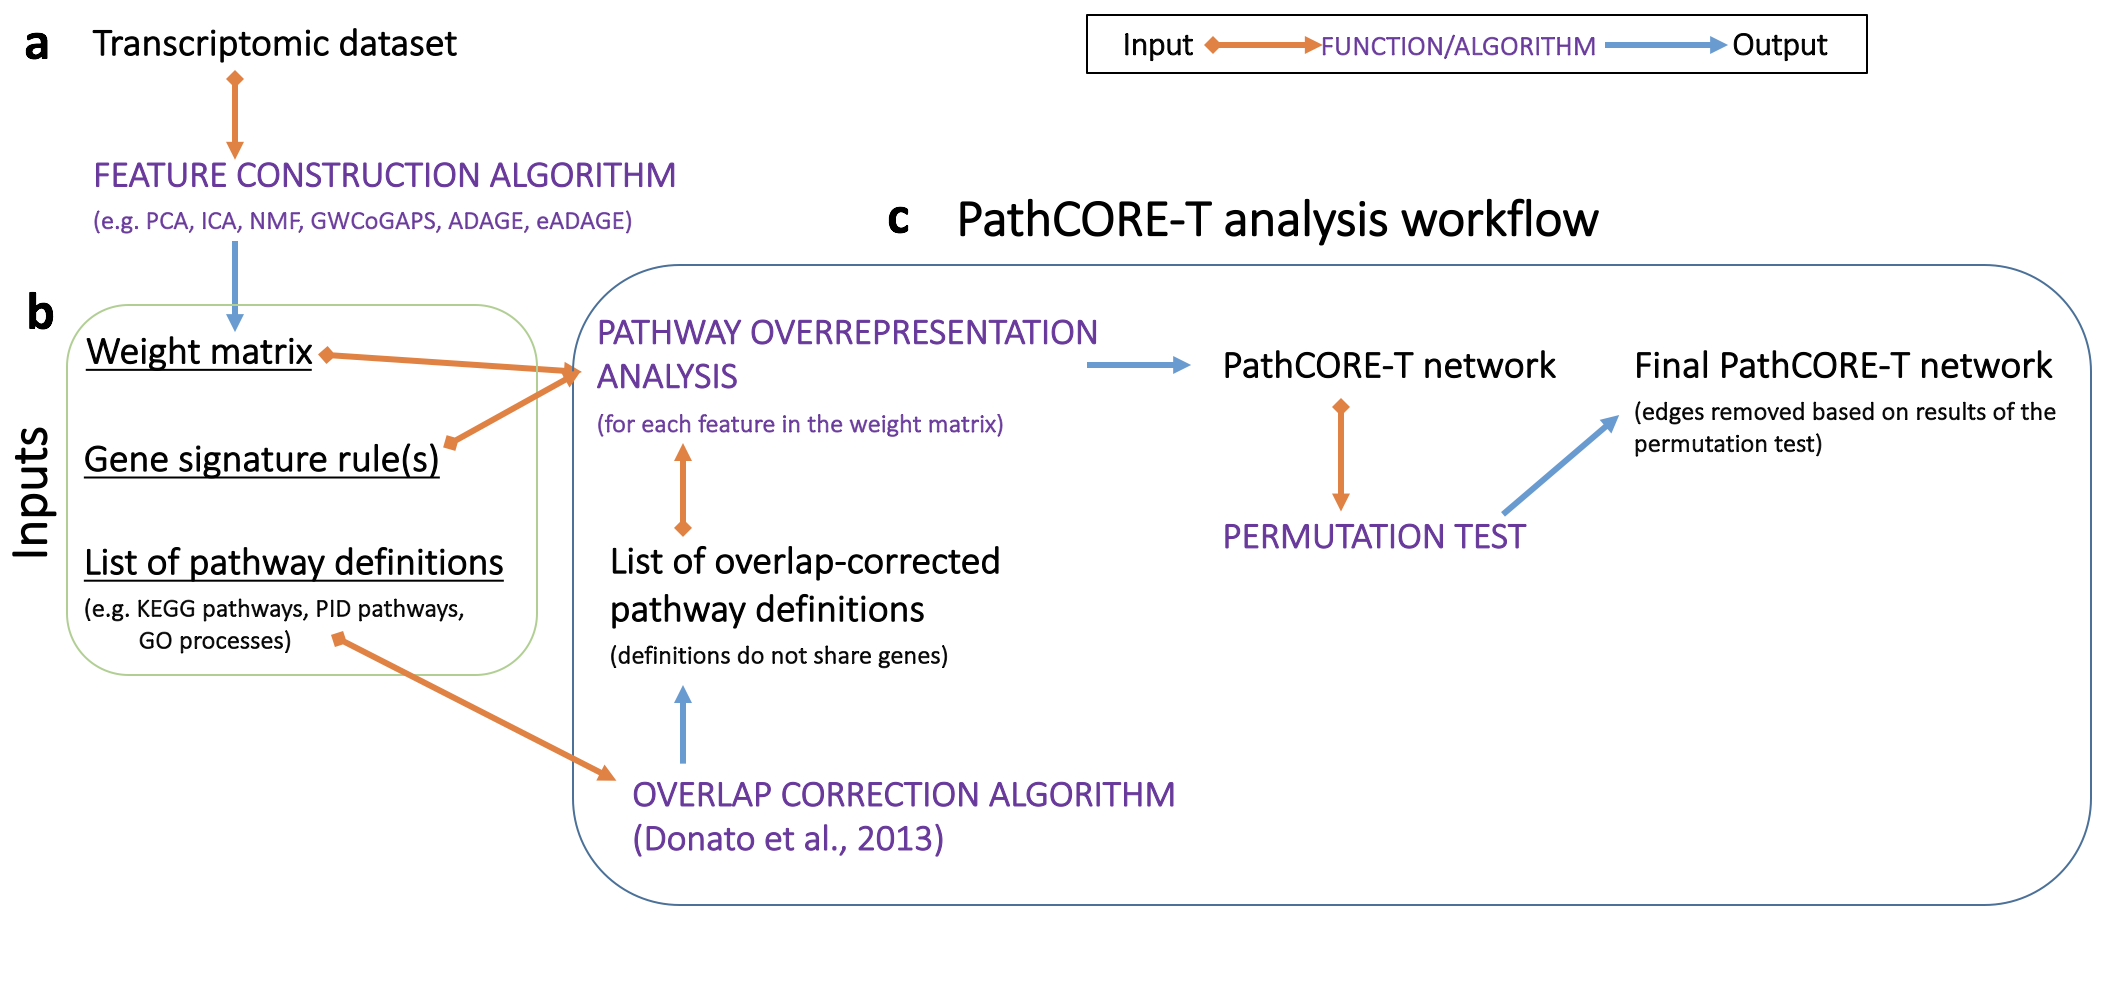 a
Transcriptomic dataset
Input FUNCTION/ALGORITHM Output
FEATURE CONSTRUCTION ALGORITHM
(e.g. PCA, ICA, NMF, GWCoGAPS, ADAGE, eADAGE)
b
Inputs
Weight matrix
Gene signature rule(s)
List of pathway definitions
(e.g. KEGG pathways, PID pathways,
GO processes)
c PathCORE-T analysis workflow
PATHWAY OVERREPRESENTATION
ANALYSIS
(for each feature in the weight matrix)
List of overlap-corrected
pathway definitions
(definitions do not share genes)
OVERLAP CORRECTION ALGORITHM
(Donato et al., 2013)
PathCORE-T network
PERMUTATION TEST
Final PathCORE-T network
(edges removed based on results of the
permutation test)